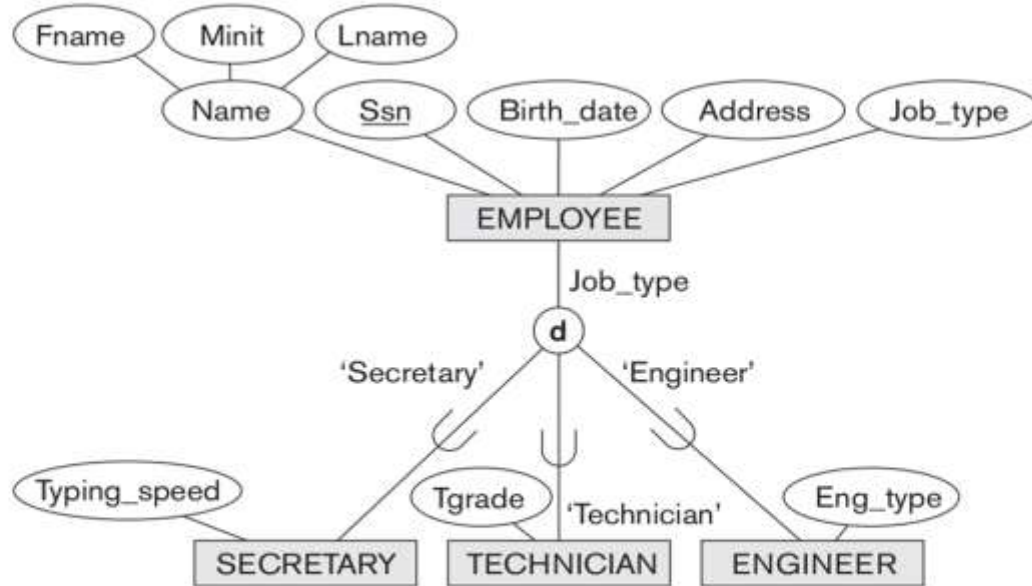 Fname Minit Lname
Name Ssn Birth_date Address Job_type
EMPLOYEE
Job_type
d
‘Secretary’ ‘Engineer’
Typing_speed Tgrade ‘Technician’ Eng_type
SECRETARY TECHNICIAN ENGINEER